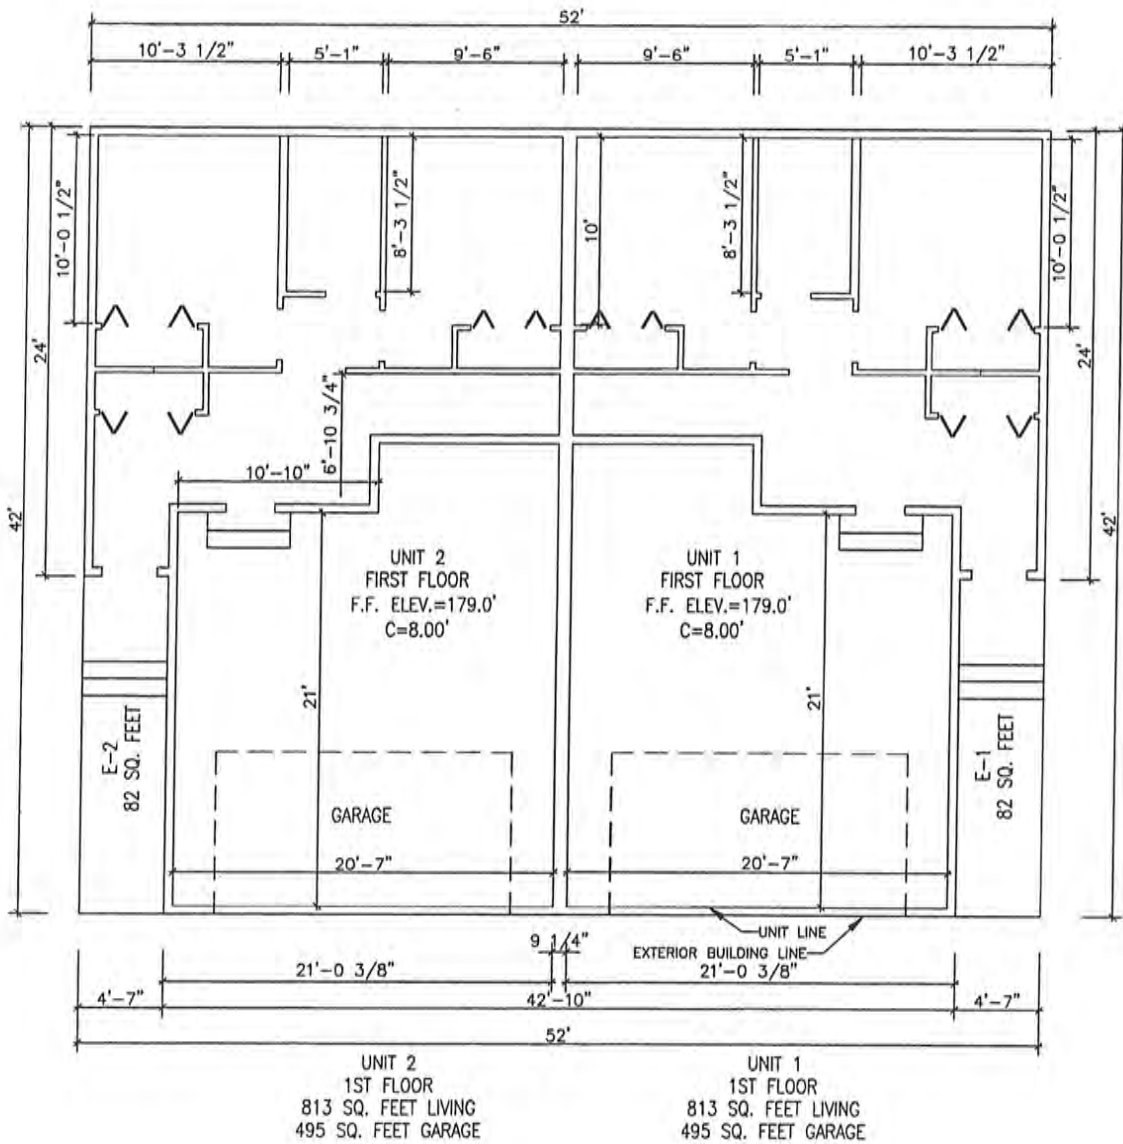 52'
10'-3 1/2"
5'-1"
9'-6"
9'-6"
5'-1"
10'-3 1/2"
10'-0 1/2"
8'-3 1/2"
10'
8'-3 1/2"
10'-0 1/2"
24'
24'
6'-10 3/4"
10'-10"
42'
42'
UNIT 2
FIRST FLOOR
F.F. ELEV.=179.0'
C=8.00'
UNIT 1
FIRST FLOOR
F.F. ELEV.=179.0'
C=8.00'
21'
21'
E-2
82 SQ. FEET
E-1
82 SQ. FEET
GARAGE
GARAGE
20'-7"
20'-7"
UNIT LINE
9 1/4"
EXTERIOR BUILDING LINE
21'-0 3/8"
21'-0 3/8"
4'-7"
42'-10"
4'-7"
52'
UNIT 2
1ST FLOOR
813 SQ. FEET LIVING
495 SQ. FEET GARAGE
UNIT 1
1ST FLOOR
813 SQ. FEET LIVING
495 SQ. FEET GARAGE